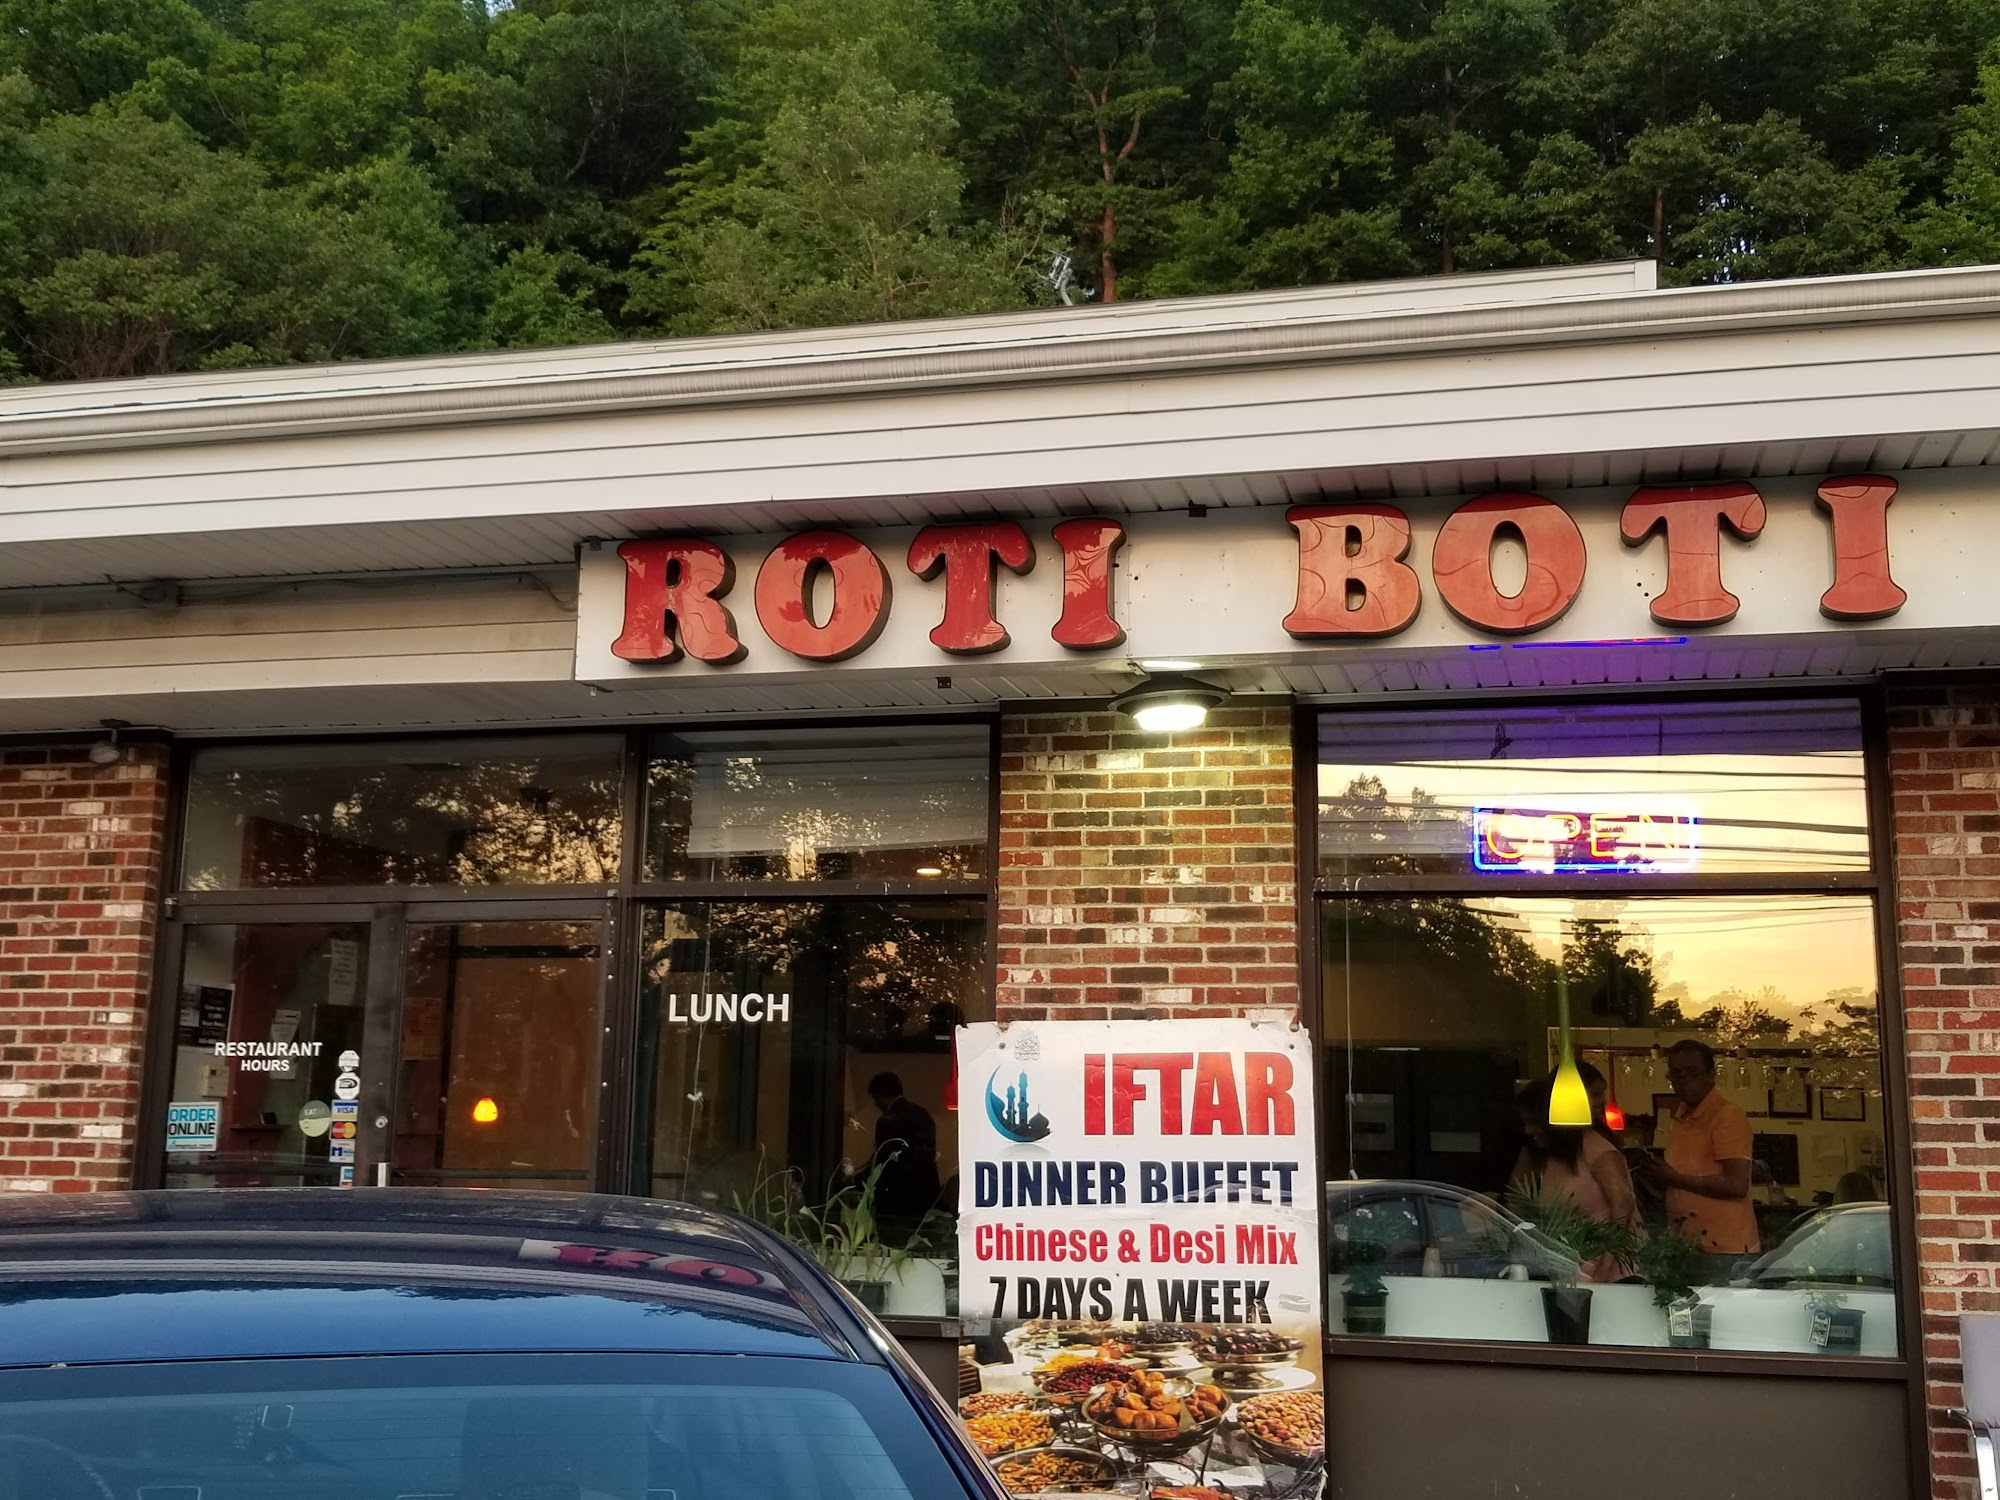 ROTI BOTI
OPEN
LUNCH
RESTAURANT
HOURS
ORDER
ONLINE
VISA
IFTAR
DINNER BUFFET
Chinese & Desi Mix
7 DAYS A WEEK